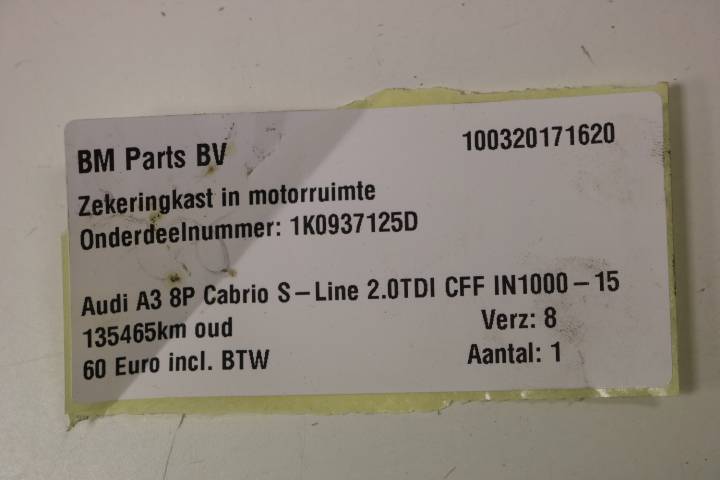 BM Parts BV 100320171620
Zekeringkast in motorruimte
Onderdeelnummer: 1K0937125D
Audi A3 8P Cabrio S-Line 2.0TDI CFF IN1000-15
135465km oud Verz: 8
60 Euro incl. BTW Aantal: 1